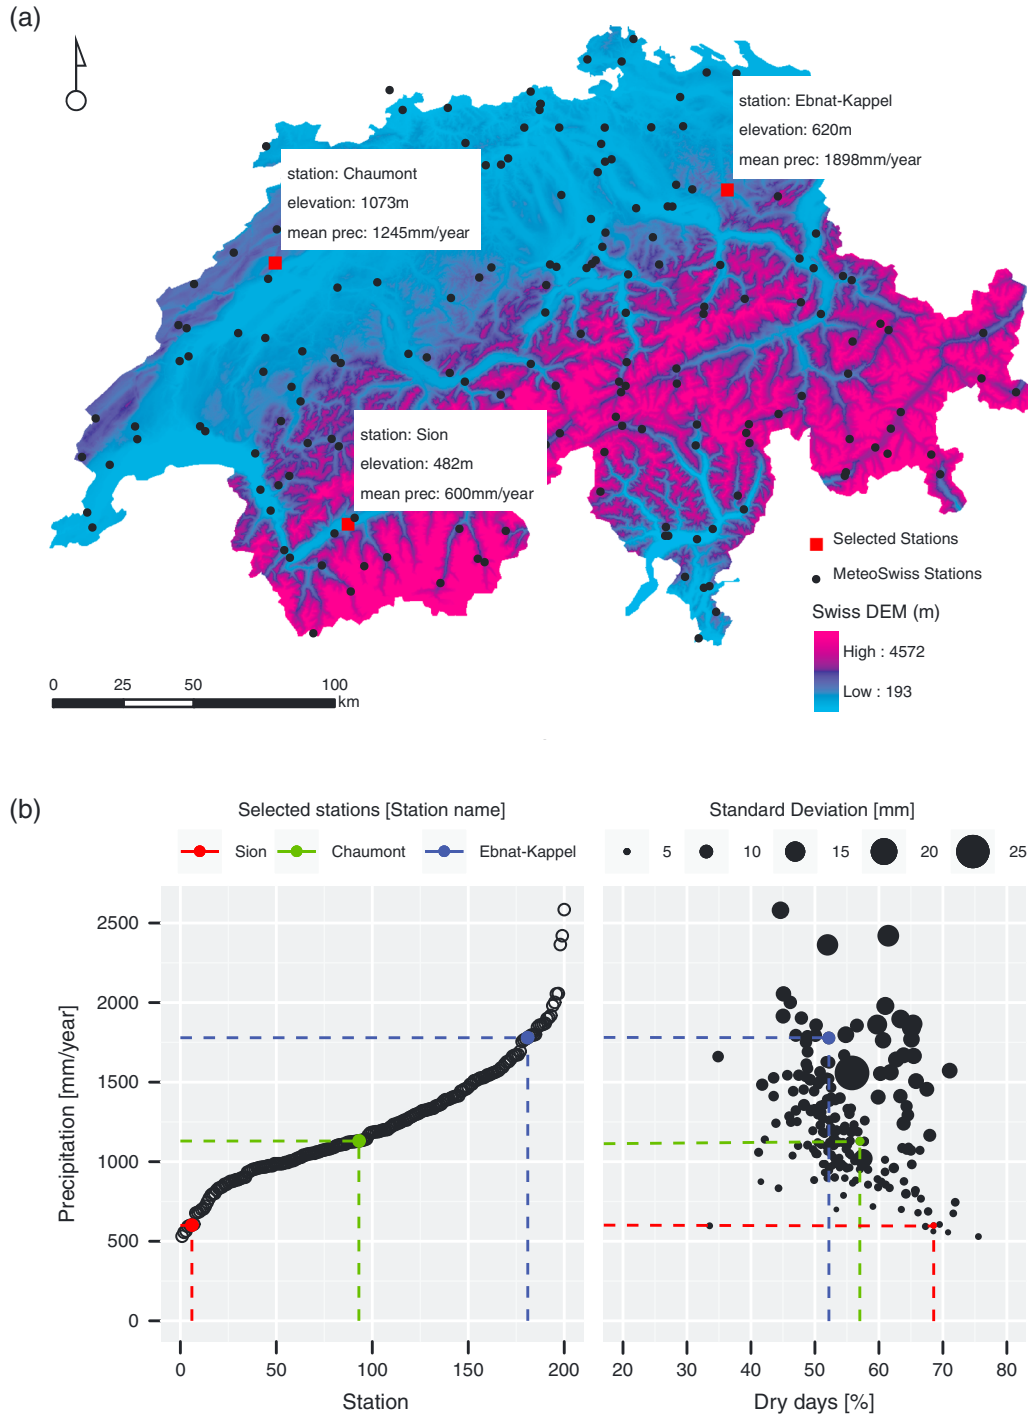 (a)
station: Ebnat-Kappel
elevation: 620m
mean prec: 1898mm/year
station: Chaumont
elevation: 1073m
mean prec: 1245mm/year
station: Sion
elevation: 482m
mean prec: 600mm/year
Selected Stations
MeteoSwiss Stations
Swiss DEM (m)
High : 4572
Low : 193
0 25 50 100
km
(b)
Selected stations [Station name]
Sion Chaumont Ebnat-Kappel
Standard Deviation [mm]
5 10 15 20 25
Precipitation [mm/year]
2500
2000
1500
1000
500
0
0 50 100 150 200
Station
20 30 40 50 60 70 80
Dry days [%]